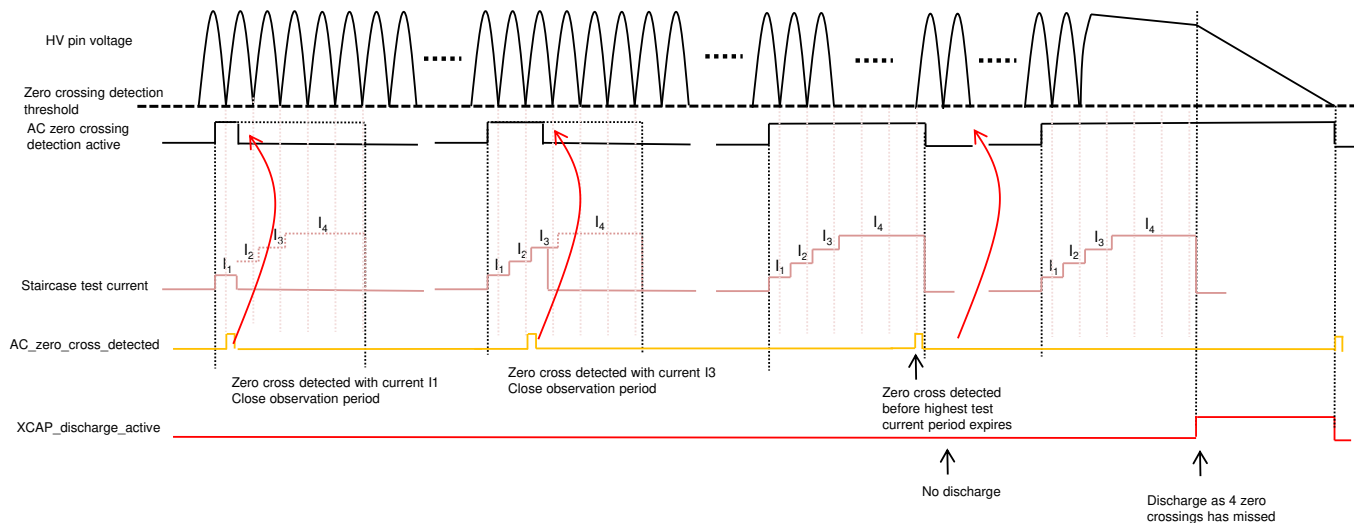 HV pin voltage
Zero crossing detection
threshold
AC zero crossing
detection active
I1
I2
I3
I4
I1
I2
I3
I4
I1
I2
I3
I4
I1
I2
I3
I4
Staircase test current
AC_zero_cross_detected
Zero cross detected with current I1
Close observation period
Zero cross detected with current I3
Close observation period
Zero cross detected
before highest test
current period expires
XCAP_discharge_active
No discharge
Discharge as 4 zero
crossings has missed